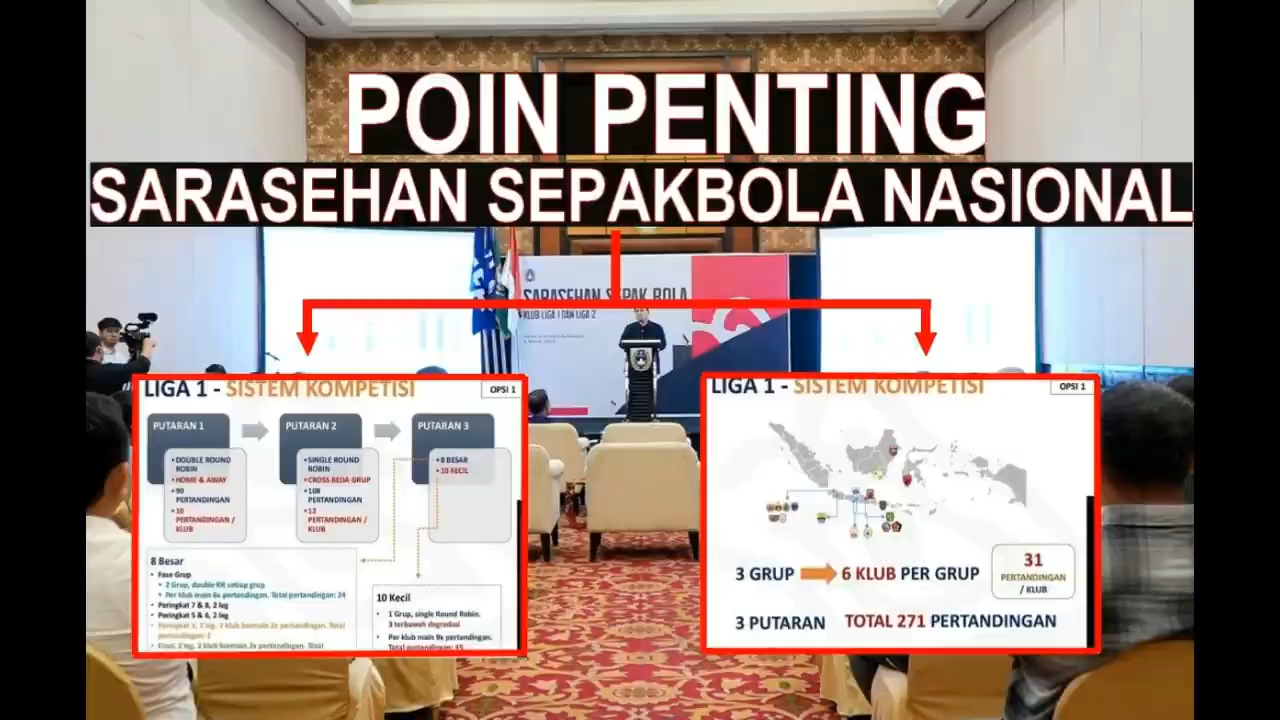 POIN PENTING
SARASEHAN SEPAKBOLA NASIONAL
SARASEHAN SEPAK BOLA
KLUB LIGA 1 DAN LIGA 2
LIGA 1 - SISTEM KOMPETISI
OPSI 1
PUTARAN 1
PUTARAN 2
PUTARAN 3
• DOUBLE ROUND
ROBIN
• HOME & AWAY
• 90
PERTANDINGAN
• 10
PERTANDINGAN /
KLUB
• SINGLE ROUND
ROBIN
• CROSS BEDA GRUP
• 108
PERTANDINGAN
• 12
PERTANDINGAN /
KLUB
• 8 BESAR
• 10 KECIL
8 Besar
• Fase Grup
• 2 Grup, double RR setiap grup
• Per klub main 6x pertandingan. Total pertandingan: 24
• Peringkat 7 & 8, 2 leg
• Peringkat 5 & 6, 2 leg
10 Kecil
• 1 Grup, single Round Robin.
3 terbawah degradasi
• Per klub main 9x pertandingan.
Total pertandingan: 45
LIGA 1 - SISTEM KOMPETISI
OPSI 1
3 GRUP
6 KLUB PER GRUP
31
PERTANDINGAN
/ KLUB
3 PUTARAN
TOTAL 271 PERTANDINGAN